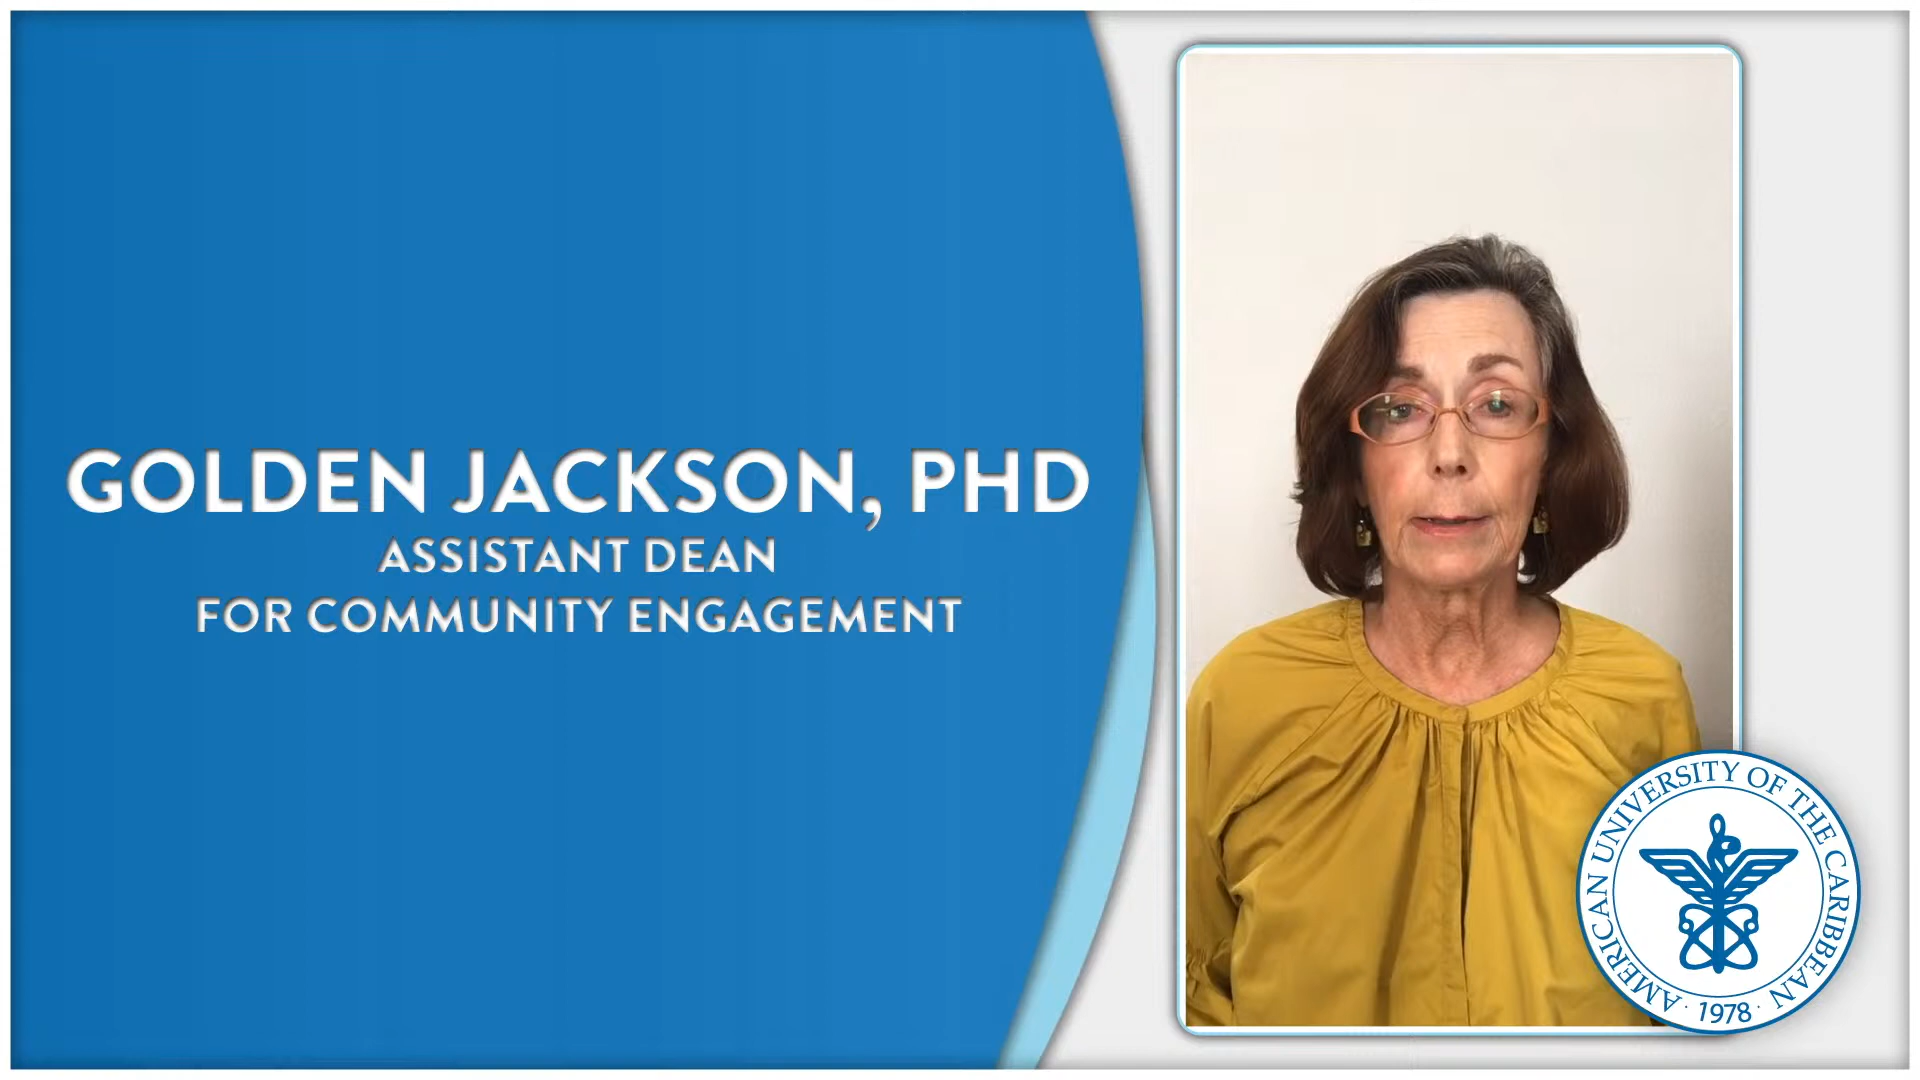 GOLDEN JACKSON, PHD
ASSISTANT DEAN
FOR COMMUNITY ENGAGEMENT
AMERICAN UNIVERSITY OF THE CARIBBEAN
· 1978 ·